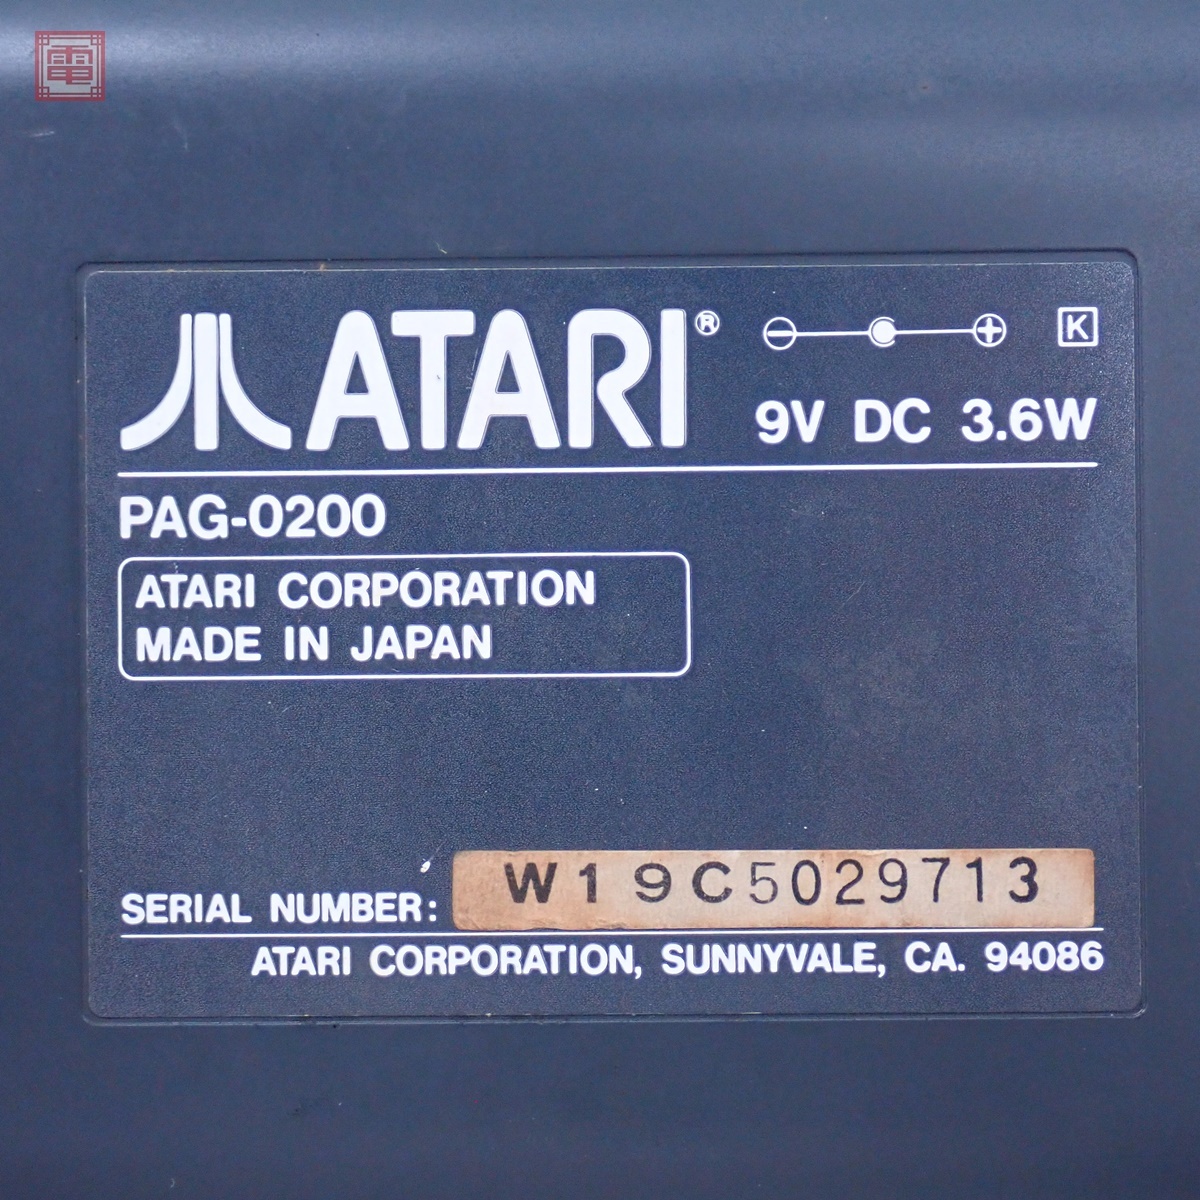 電
ATARI®
K
9V DC 3.6W
PAG-0200
ATARI CORPORATION
MADE IN JAPAN
SERIAL NUMBER: W19C5029713
ATARI CORPORATION, SUNNYVALE, CA. 94086